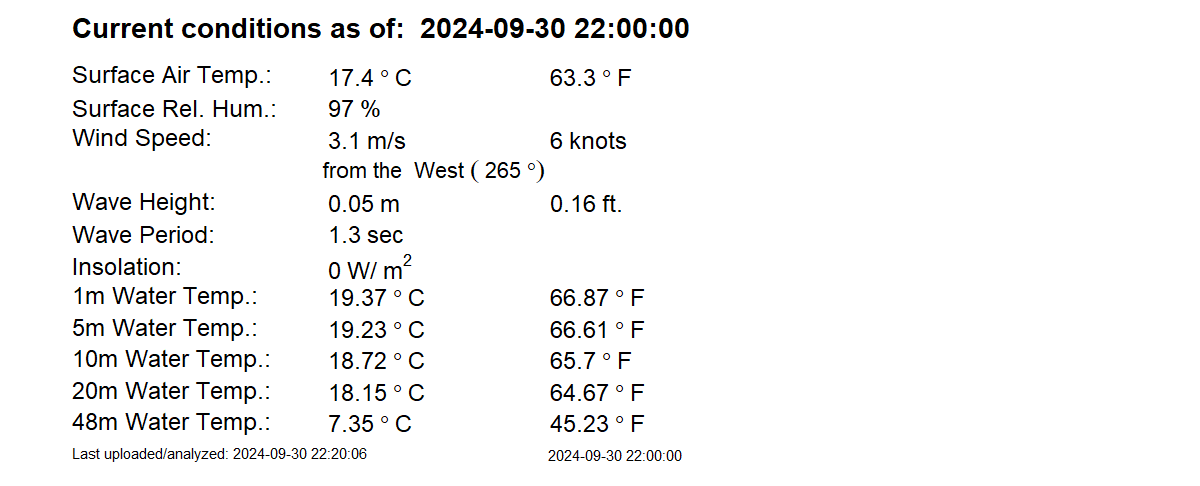 Current conditions as of: 2024-09-30 22:00:00
Surface Air Temp.: 17.4 ° C 63.3 ° F
Surface Rel. Hum.: 97 %
Wind Speed: 3.1 m/s 6 knots
from the West ( 265 °)
Wave Height: 0.05 m 0.16 ft.
Wave Period: 1.3 sec
Insolation: 0 W/ m²
1m Water Temp.: 19.37 ° C 66.87 ° F
5m Water Temp.: 19.23 ° C 66.61 ° F
10m Water Temp.: 18.72 ° C 65.7 ° F
20m Water Temp.: 18.15 ° C 64.67 ° F
48m Water Temp.: 7.35 ° C 45.23 ° F
Last uploaded/analyzed: 2024-09-30 22:20:06 2024-09-30 22:00:00